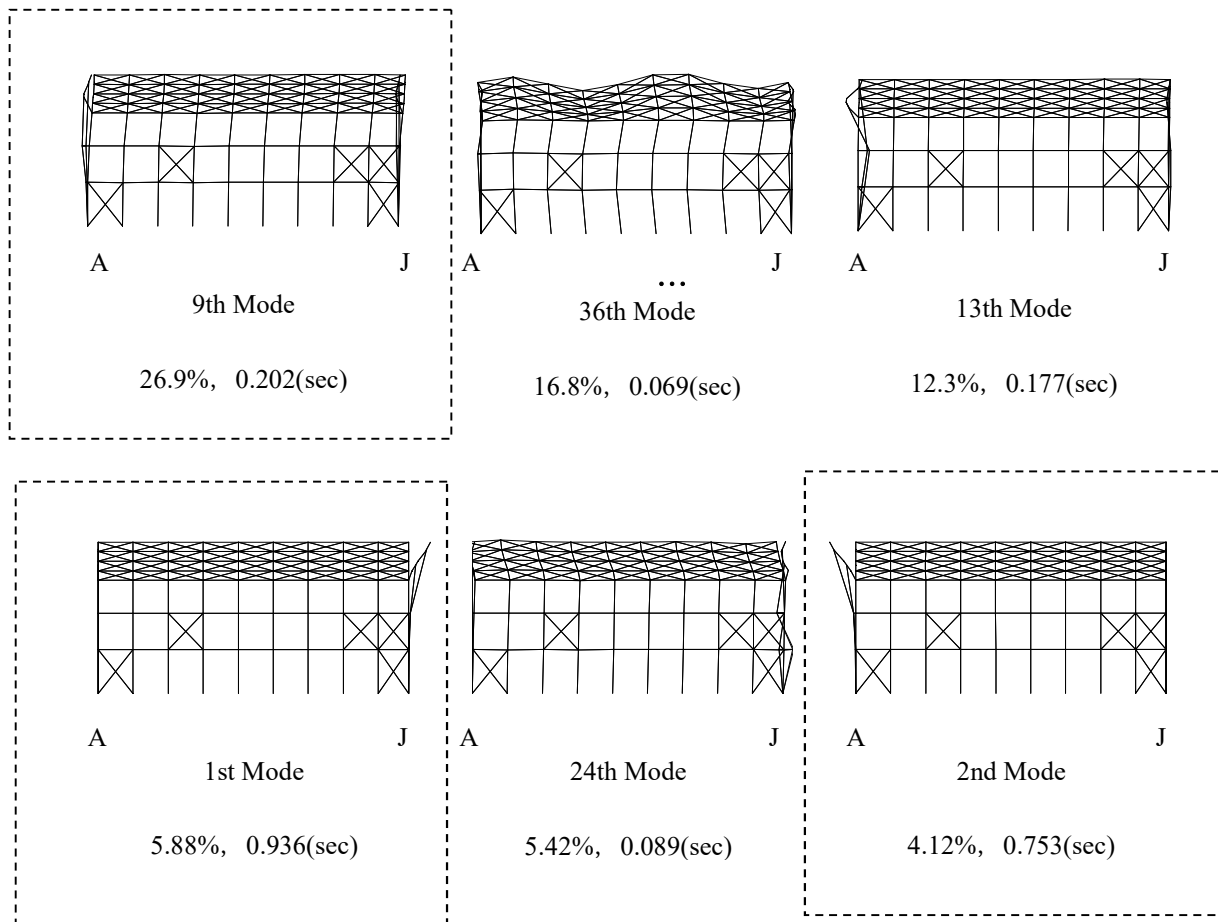 A J A J A J
9th Mode
...
36th Mode
13th Mode
26.9%, 0.202(sec)
16.8%, 0.069(sec)
12.3%, 0.177(sec)
A J A J A J
1st Mode
24th Mode
2nd Mode
5.88%, 0.936(sec)
5.42%, 0.089(sec)
4.12%, 0.753(sec)